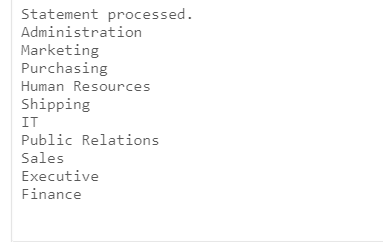 Statement processed.
Administration
Marketing
Purchasing
Human Resources
Shipping
IT
Public Relations
Sales
Executive
Finance